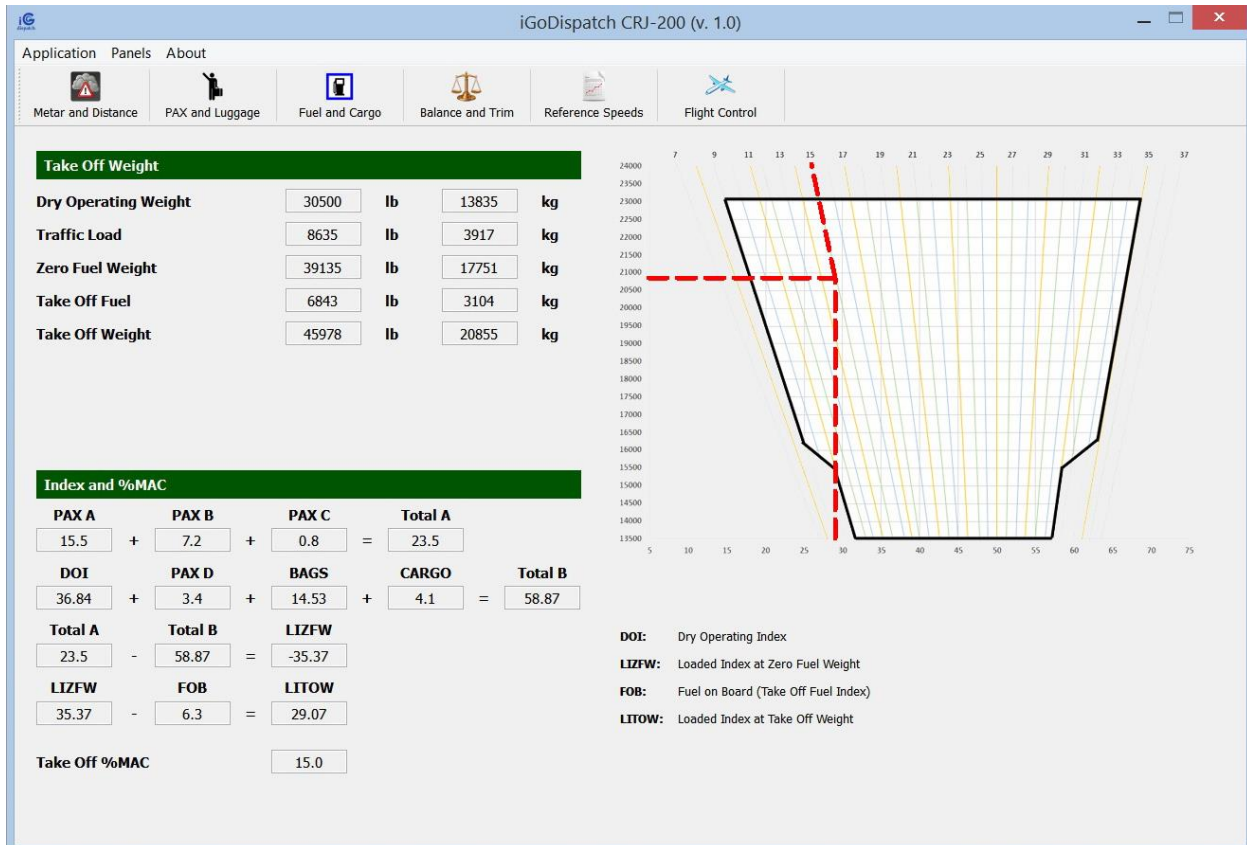 iG
dispatch
iGoDispatch CRJ-200 (v. 1.0)
Application Panels About
Metar and Distance PAX and Luggage Fuel and Cargo Balance and Trim Reference Speeds Flight Control
Take Off Weight
Dry Operating Weight 30500 lb 13835 kg
Traffic Load 8635 lb 3917 kg
Zero Fuel Weight 39135 lb 17751 kg
Take Off Fuel 6843 lb 3104 kg
Take Off Weight 45978 lb 20855 kg
Index and %MAC
PAX A PAX B PAX C Total A
15.5 + 7.2 + 0.8 = 23.5
DOI PAX D BAGS CARGO Total B
36.84 + 3.4 + 14.53 + 4.1 = 58.87
Total A Total B LIZFW
23.5 - 58.87 = -35.37
LIZFW FOB LITOW
35.37 - 6.3 = 29.07
Take Off %MAC 15.0
7 9 11 13 15 17 19 21 23 25 27 29 31 33 35 37
24000
23500
23000
22500
22000
21500
21000
20500
20000
19500
19000
18500
18000
17500
17000
16500
16000
15500
15000
14500
14000
13500
5 10 15 20 25 30 35 40 45 50 55 60 65 70 75
DOI: Dry Operating Index
LIZFW: Loaded Index at Zero Fuel Weight
FOB: Fuel on Board (Take Off Fuel Index)
LITOW: Loaded Index at Take Off Weight